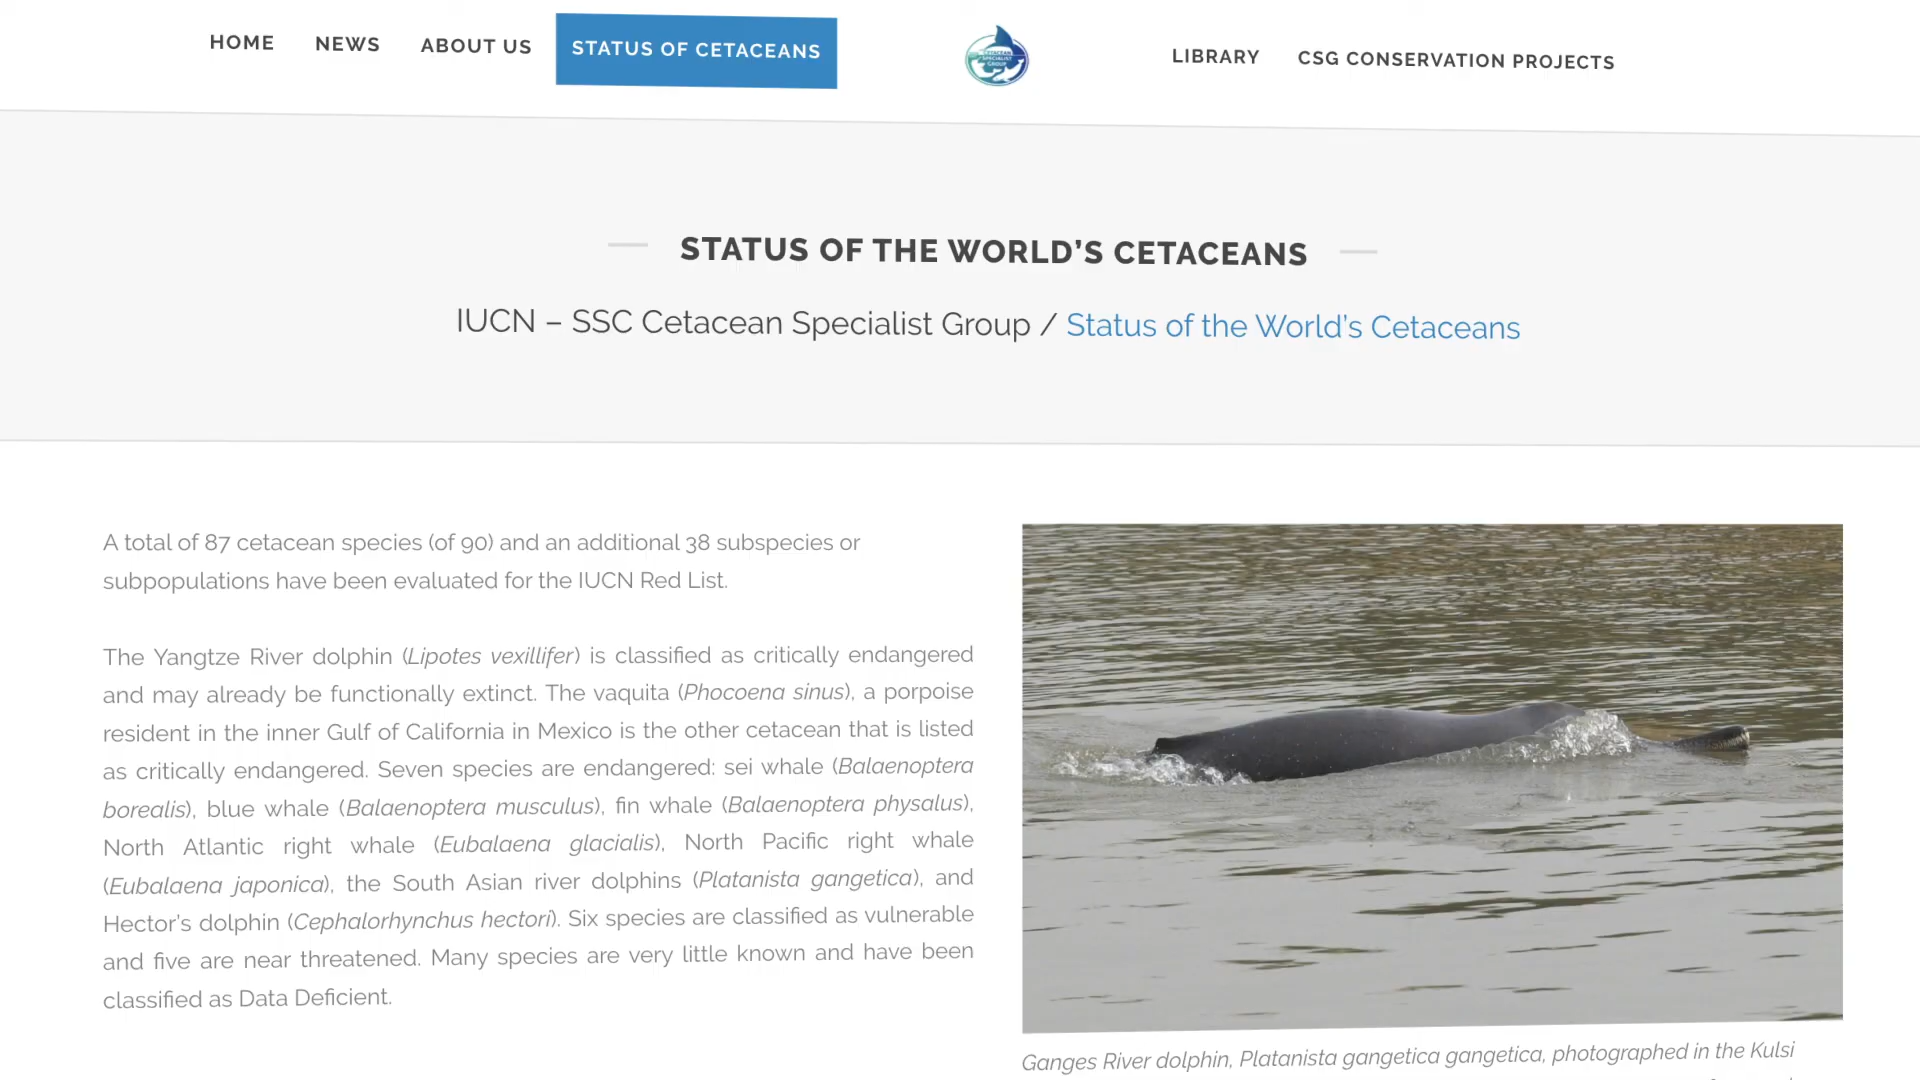 HOME NEWS ABOUT US STATUS OF CETACEANS CETACEAN SPECIALIST GROUP LIBRARY CSG CONSERVATION PROJECTS
STATUS OF THE WORLD’S CETACEANS
IUCN – SSC Cetacean Specialist Group / Status of the World’s Cetaceans
A total of 87 cetacean species (of 90) and an additional 38 subspecies or
subpopulations have been evaluated for the IUCN Red List.
The Yangtze River dolphin (Lipotes vexillifer) is classified as critically endangered
and may already be functionally extinct. The vaquita (Phocoena sinus), a porpoise
resident in the inner Gulf of California in Mexico is the other cetacean that is listed
as critically endangered. Seven species are endangered: sei whale (Balaenoptera
borealis), blue whale (Balaenoptera musculus), fin whale (Balaenoptera physalus),
North Atlantic right whale (Eubalaena glacialis), North Pacific right whale
(Eubalaena japonica), the South Asian river dolphins (Platanista gangetica), and
Hector’s dolphin (Cephalorhynchus hectori). Six species are classified as vulnerable
and five are near threatened. Many species are very little known and have been
classified as Data Deficient.
Ganges River dolphin, Platanista gangetica gangetica, photographed in the Kulsi